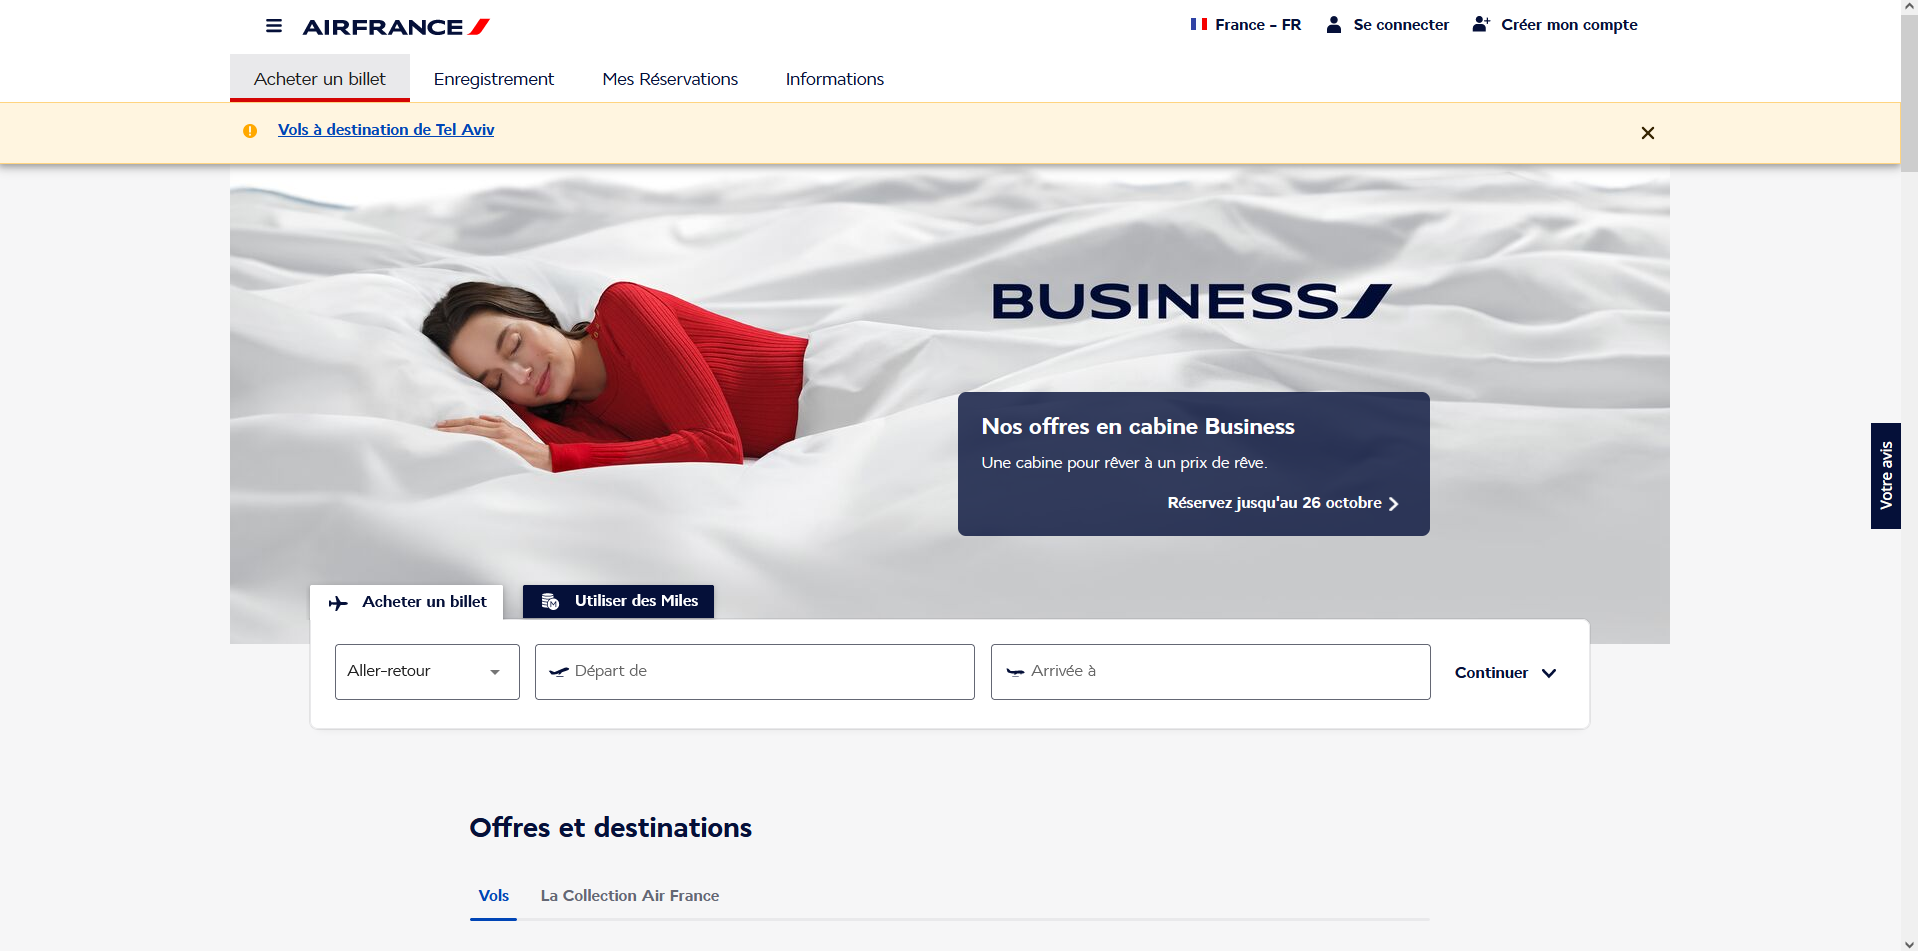 AIRFRANCE
France - FR
Se connecter
Créer mon compte
Acheter un billet
Enregistrement
Mes Réservations
Informations
Vols à destination de Tel Aviv
BUSINESS
Nos offres en cabine Business
Une cabine pour rêver à un prix de rêve.
Réservez jusqu'au 26 octobre
Votre avis
Acheter un billet
Utiliser des Miles
Aller-retour
Départ de
Arrivée à
Continuer
Offres et destinations
Vols
La Collection Air France